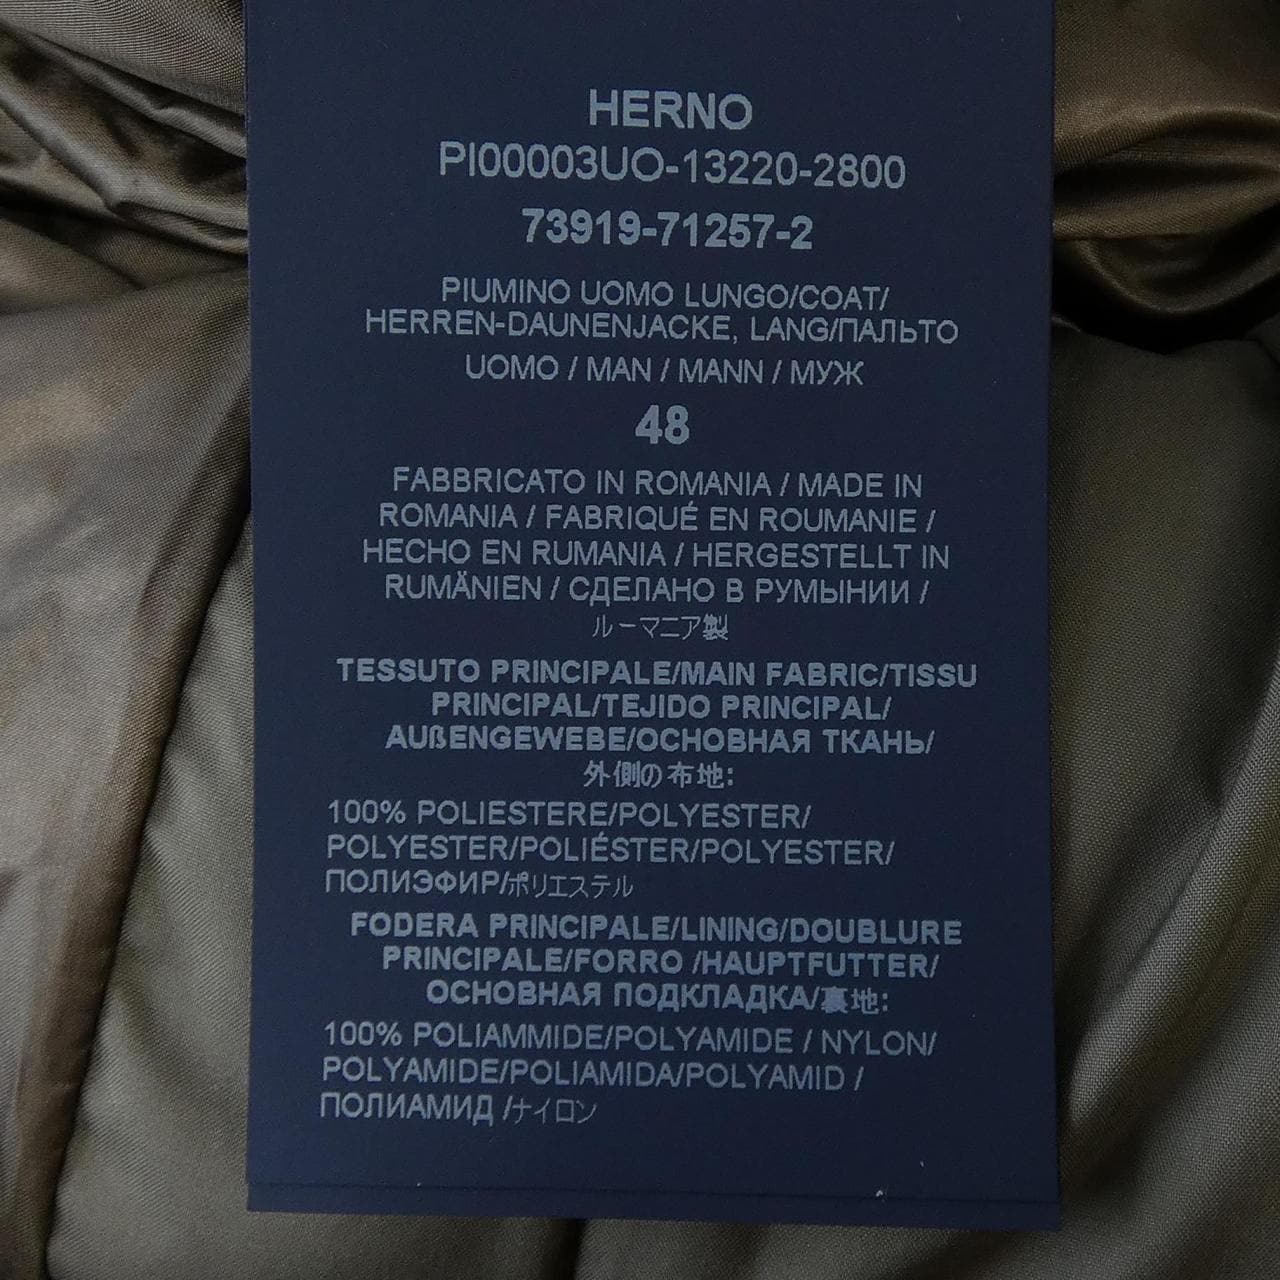 HERNO
PI00003UO-13220-2800
73919-71257-2
PIUMINO UOMO LUNGO/COAT/
HERREN-DAUNENJACKE, LANG/ПАЛЬТО
UOMO / MAN / MANN / МУЖ
48
FABBRICATO IN ROMANIA / MADE IN
ROMANIA / FABRIQUÉ EN ROUMANIE /
HECHO EN RUMANIA / HERGESTELLT IN
RUMÄNIEN / СДЕЛАНО В РУМЫНИИ /
ルーマニア製
TESSUTO PRINCIPALE/MAIN FABRIC/TISSU
PRINCIPAL/TEJIDO PRINCIPAL/
AUßENGEWEBE/ОСНОВНАЯ ТКАНЬ/
外側の布地:
100% POLIESTERE/POLYESTER/
POLYESTER/POLIÉSTER/POLYESTER/
ПОЛИЭФИР/ポリエステル
FODERA PRINCIPALE/LINING/DOUBLURE
PRINCIPALE/FORRO /HAUPTFUTTER/
ОСНОВНАЯ ПОДКЛАДКА/裏地:
100% POLIAMMIDE/POLYAMIDE / NYLON/
POLYAMIDE/POLIAMIDA/POLYAMID /
ПОЛИАМИД /ナイロン